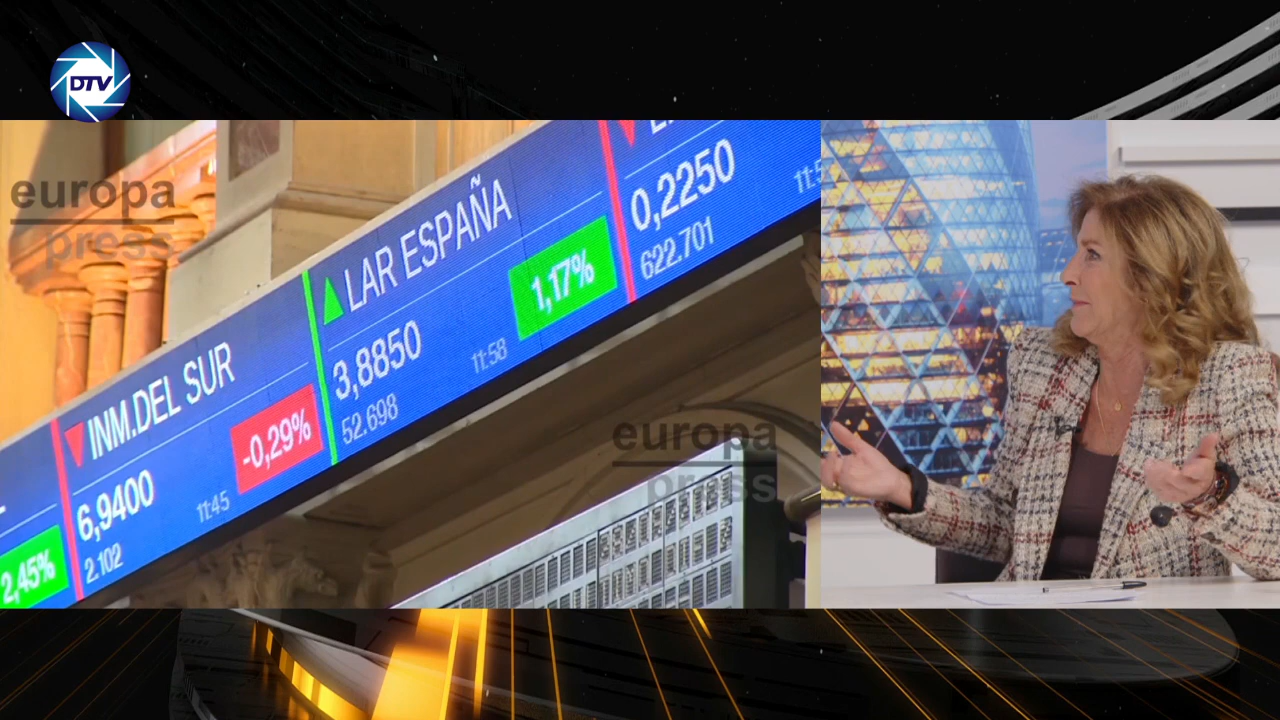 DTV
europa
press
2,45%
INM.DEL SUR
6,9400
-0,29%
2.102
11:45
LAR ESPAÑA
3,8850
1,17%
52.698
11:58
0,2250
622.701
europa
press